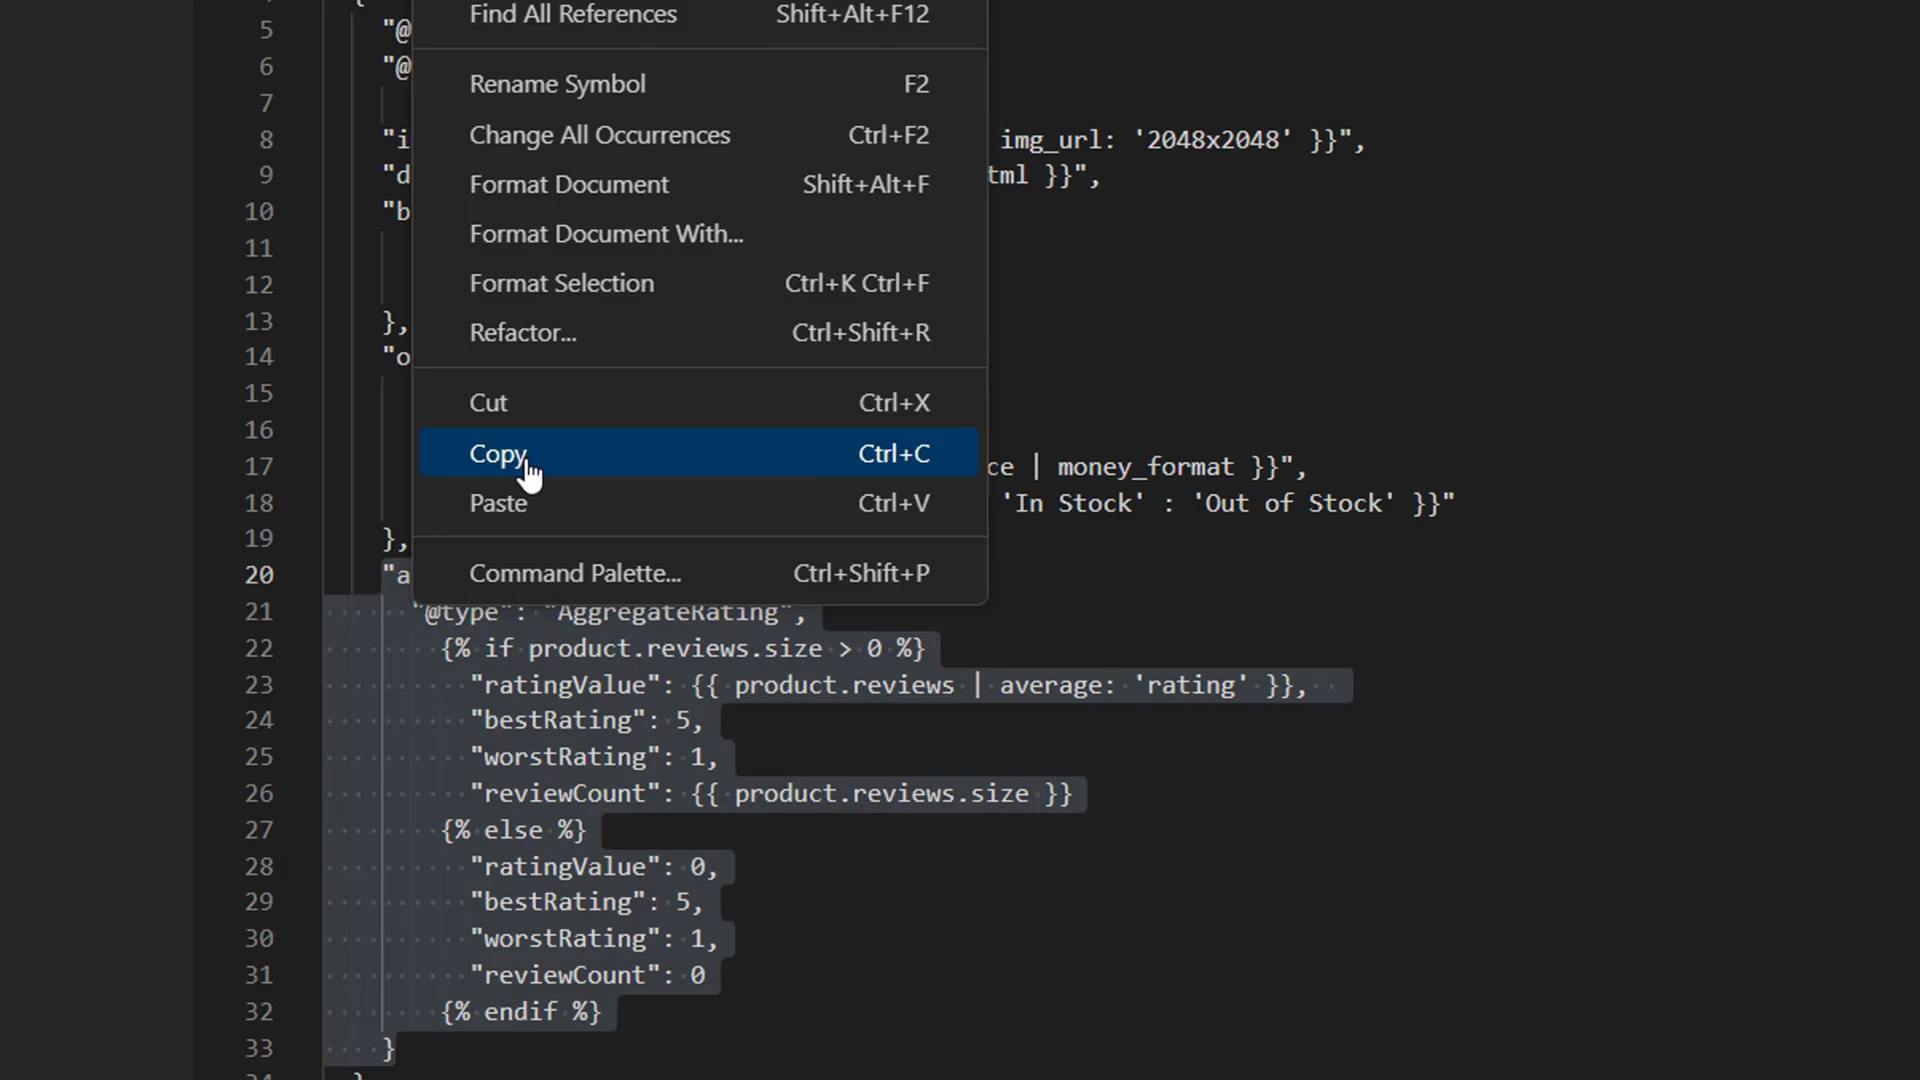 Find All References Shift+Alt+F12
5 "@
6 "@
Rename Symbol F2
7
Change All Occurrences Ctrl+F2
8 "i img_url: '2048x2048' }}",
Format Document Shift+Alt+F
9 "d tml }}",
10 "b
Format Document With...
11
12
Format Selection Ctrl+K Ctrl+F
13 },
Refactor... Ctrl+Shift+R
14 "o
15
Cut Ctrl+X
16
Copy Ctrl+C
17 ce | money_format }}",
Paste Ctrl+V
18 'In Stock' : 'Out of Stock' }}"
19 },
Command Palette... Ctrl+Shift+P
20 "a
21 "@type": "AggregateRating",
22 {% if product.reviews.size > 0 %}
23 "ratingValue": {{ product.reviews | average: 'rating' }},
24 "bestRating": 5,
25 "worstRating": 1,
26 "reviewCount": {{ product.reviews.size }}
27 {% else %}
28 "ratingValue": 0,
29 "bestRating": 5,
30 "worstRating": 1,
31 "reviewCount": 0
32 {% endif %}
33 }